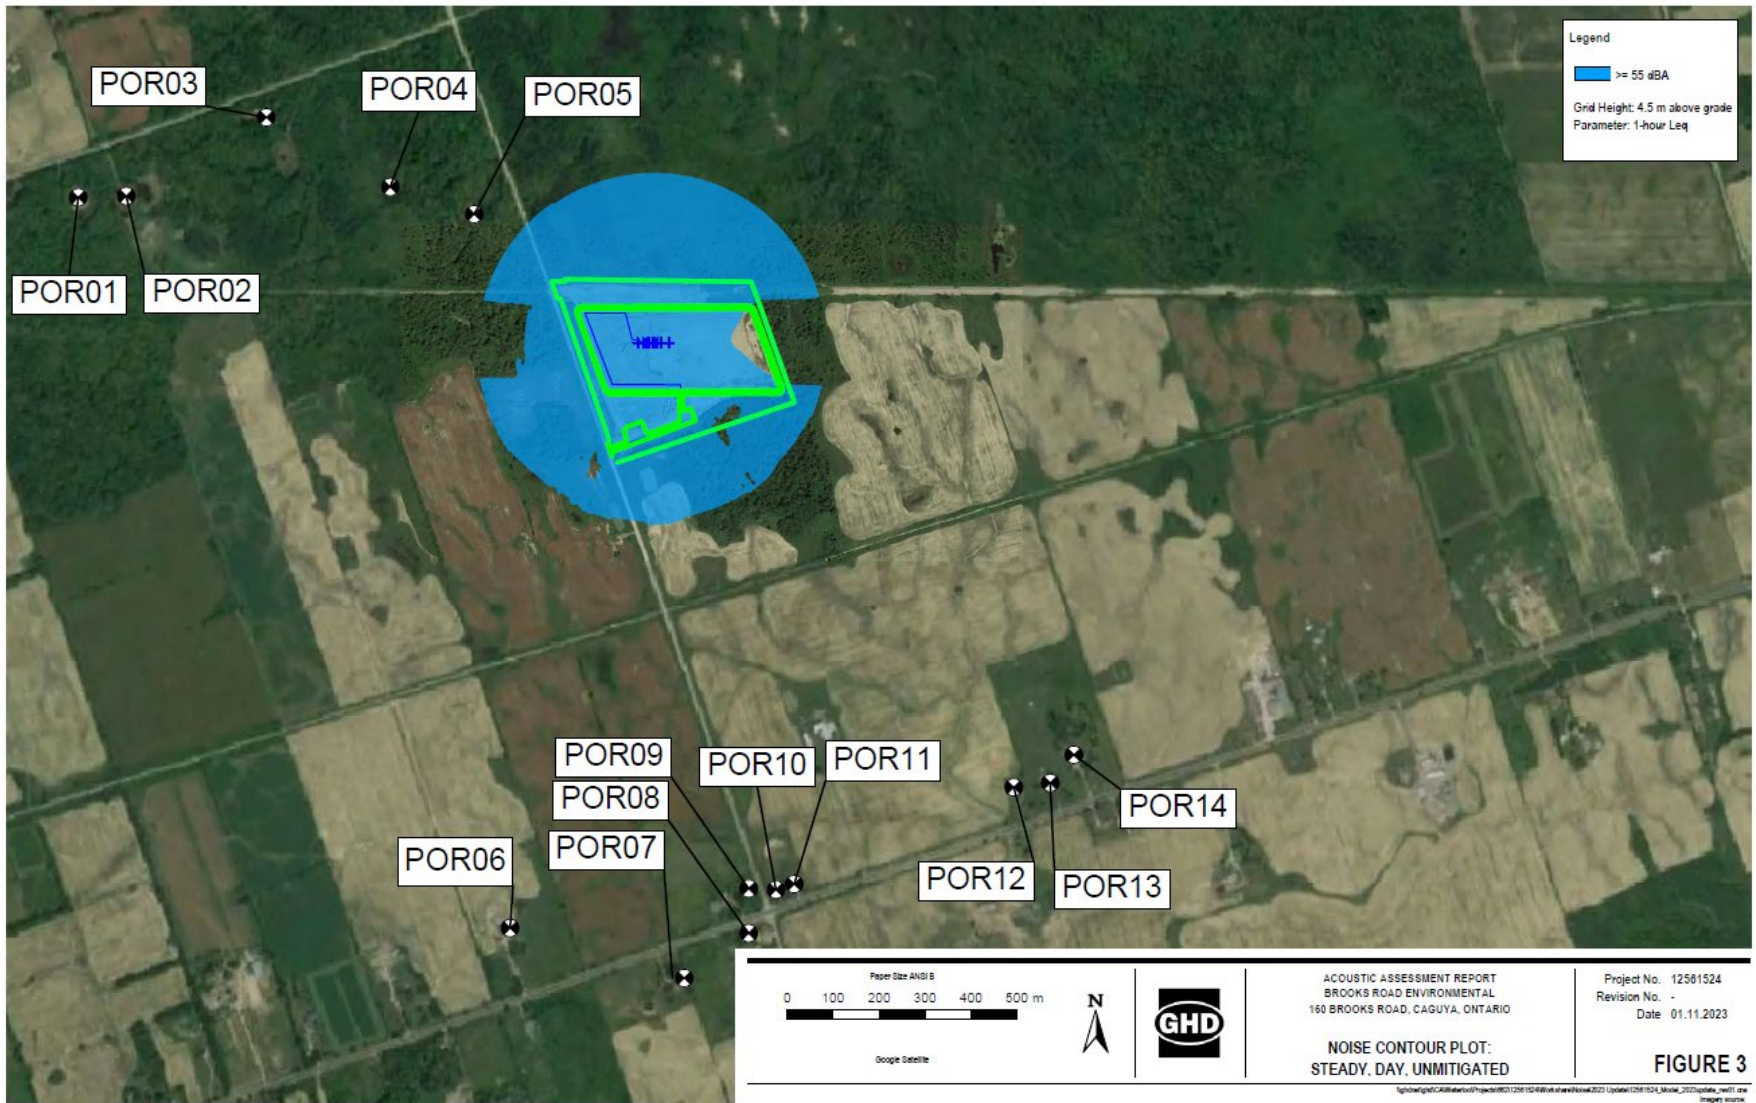 POR03
POR04
POR05
POR01
POR02
Legend
>= 55 dBA
Grid Height: 4.5 m above grade
Parameter: 1-hour Leq
POR09
POR10
POR11
POR08
POR07
POR06
POR14
POR12
POR13
Paper Size ANSI B
0 100 200 300 400 500 m
Google Satellite
N
GHD
ACOUSTIC ASSESSMENT REPORT
BROOKS ROAD ENVIRONMENTAL
160 BROOKS ROAD, CAGUYA, ONTARIO
NOISE CONTOUR PLOT:
STEADY, DAY, UNMITIGATED
Project No. 12561524
Revision No. -
Date 01.11.2023
FIGURE 3
Imagery source: